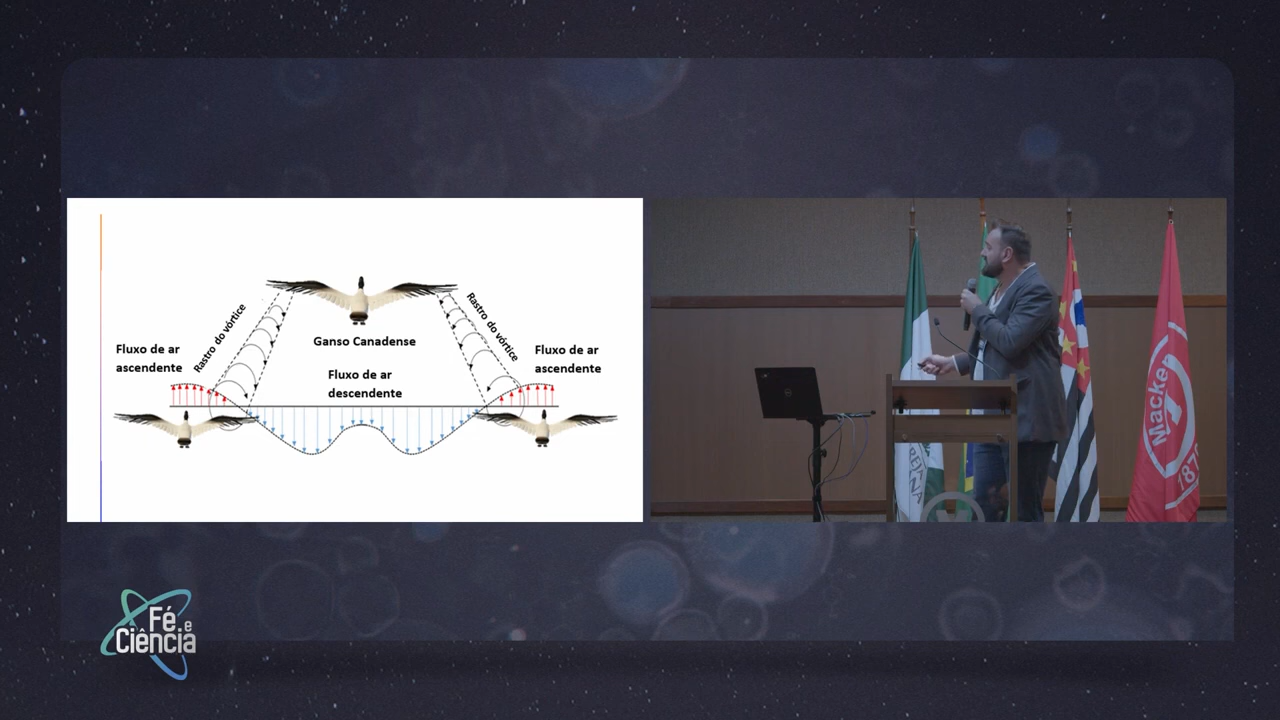 Rastro do vórtice
Rastro do vórtice
Ganso Canadense
Fluxo de ar
ascendente
Fluxo de ar
ascendente
Fluxo de ar
descendente
Macke
187
Fé e
Ciência